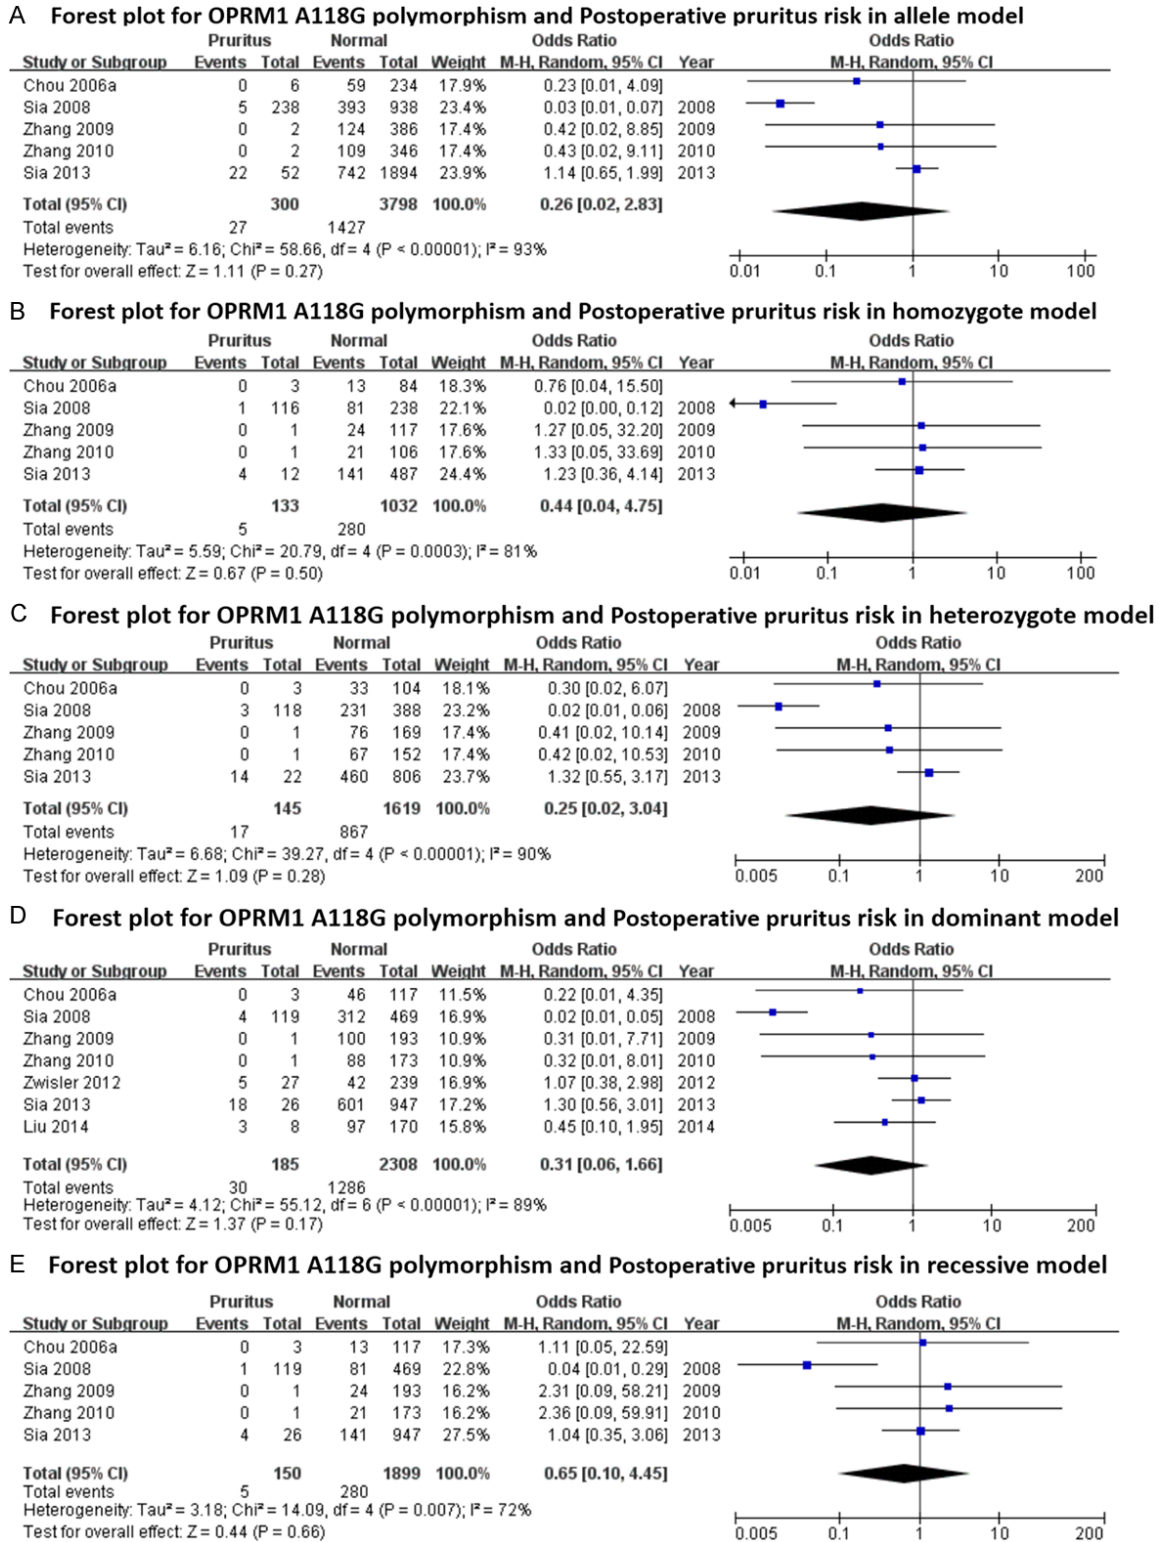 A Forest plot for OPRM1 A118G polymorphism and Postoperative pruritus risk in allele model
Pruritus Normal Odds Ratio Odds Ratio
Study or Subgroup Events Total Events Total Weight M-H, Random, 95% CI Year M-H, Random, 95% CI
Chou 2006a 0 6 59 234 17.9% 0.23 [0.01, 4.09]
Sia 2008 5 238 393 938 23.4% 0.03 [0.01, 0.07] 2008
Zhang 2009 0 2 124 386 17.4% 0.42 [0.02, 8.85] 2009
Zhang 2010 0 2 109 346 17.4% 0.43 [0.02, 9.11] 2010
Sia 2013 22 52 742 1894 23.9% 1.14 [0.65, 1.99] 2013
Total (95% CI) 300 3798 100.0% 0.26 [0.02, 2.83]
Total events 27 1427
Heterogeneity: Tau² = 6.16; Chi² = 58.66, df = 4 (P < 0.00001); I² = 93%
Test for overall effect: Z = 1.11 (P = 0.27)
0.01 0.1 1 10 100
B Forest plot for OPRM1 A118G polymorphism and Postoperative pruritus risk in homozygote model
Pruritus Normal Odds Ratio Odds Ratio
Study or Subgroup Events Total Events Total Weight M-H, Random, 95% CI Year M-H, Random, 95% CI
Chou 2006a 0 3 13 84 18.3% 0.76 [0.04, 15.50]
Sia 2008 1 116 81 238 22.1% 0.02 [0.00, 0.12] 2008
Zhang 2009 0 1 24 117 17.6% 1.27 [0.05, 32.20] 2009
Zhang 2010 0 1 21 106 17.6% 1.33 [0.05, 33.69] 2010
Sia 2013 4 12 141 487 24.4% 1.23 [0.36, 4.14] 2013
Total (95% CI) 133 1032 100.0% 0.44 [0.04, 4.75]
Total events 5 280
Heterogeneity: Tau² = 5.59; Chi² = 20.79, df = 4 (P = 0.0003); I² = 81%
Test for overall effect: Z = 0.67 (P = 0.50)
0.01 0.1 1 10 100
C Forest plot for OPRM1 A118G polymorphism and Postoperative pruritus risk in heterozygote model
Pruritus Normal Odds Ratio Odds Ratio
Study or Subgroup Events Total Events Total Weight M-H, Random, 95% CI Year M-H, Random, 95% CI
Chou 2006a 0 3 33 104 18.1% 0.30 [0.02, 6.07]
Sia 2008 3 118 231 388 23.2% 0.02 [0.01, 0.06] 2008
Zhang 2009 0 1 76 169 17.4% 0.41 [0.02, 10.14] 2009
Zhang 2010 0 1 67 152 17.4% 0.42 [0.02, 10.53] 2010
Sia 2013 14 22 460 806 23.7% 1.32 [0.55, 3.17] 2013
Total (95% CI) 145 1619 100.0% 0.25 [0.02, 3.04]
Total events 17 867
Heterogeneity: Tau² = 6.68; Chi² = 39.27, df = 4 (P < 0.00001); I² = 90%
Test for overall effect: Z = 1.09 (P = 0.28)
0.005 0.1 1 10 200
D Forest plot for OPRM1 A118G polymorphism and Postoperative pruritus risk in dominant model
Pruritus Normal Odds Ratio Odds Ratio
Study or Subgroup Events Total Events Total Weight M-H, Random, 95% CI Year M-H, Random, 95% CI
Chou 2006a 0 3 46 117 11.5% 0.22 [0.01, 4.35]
Sia 2008 4 119 312 469 16.9% 0.02 [0.01, 0.05] 2008
Zhang 2009 0 1 100 193 10.9% 0.31 [0.01, 7.71] 2009
Zhang 2010 0 1 88 173 10.9% 0.32 [0.01, 8.01] 2010
Zwisler 2012 5 27 42 239 16.9% 1.07 [0.38, 2.98] 2012
Sia 2013 18 26 601 947 17.2% 1.30 [0.56, 3.01] 2013
Liu 2014 3 8 97 170 15.8% 0.45 [0.10, 1.95] 2014
Total (95% CI) 185 2308 100.0% 0.31 [0.06, 1.66]
Total events 30 1286
Heterogeneity: Tau² = 4.12; Chi² = 55.12, df = 6 (P < 0.00001); I² = 89%
Test for overall effect: Z = 1.37 (P = 0.17)
0.005 0.1 1 10 200
E Forest plot for OPRM1 A118G polymorphism and Postoperative pruritus risk in recessive model
Pruritus Normal Odds Ratio Odds Ratio
Study or Subgroup Events Total Events Total Weight M-H, Random, 95% CI Year M-H, Random, 95% CI
Chou 2006a 0 3 13 117 17.3% 1.11 [0.05, 22.59]
Sia 2008 1 119 81 469 22.8% 0.04 [0.01, 0.29] 2008
Zhang 2009 0 1 24 193 16.2% 2.31 [0.09, 58.21] 2009
Zhang 2010 0 1 21 173 16.2% 2.36 [0.09, 59.91] 2010
Sia 2013 4 26 141 947 27.5% 1.04 [0.35, 3.06] 2013
Total (95% CI) 150 1899 100.0% 0.65 [0.10, 4.45]
Total events 5 280
Heterogeneity: Tau² = 3.18; Chi² = 14.09, df = 4 (P = 0.007); I² = 72%
Test for overall effect: Z = 0.44 (P = 0.66)
0.005 0.1 1 10 200